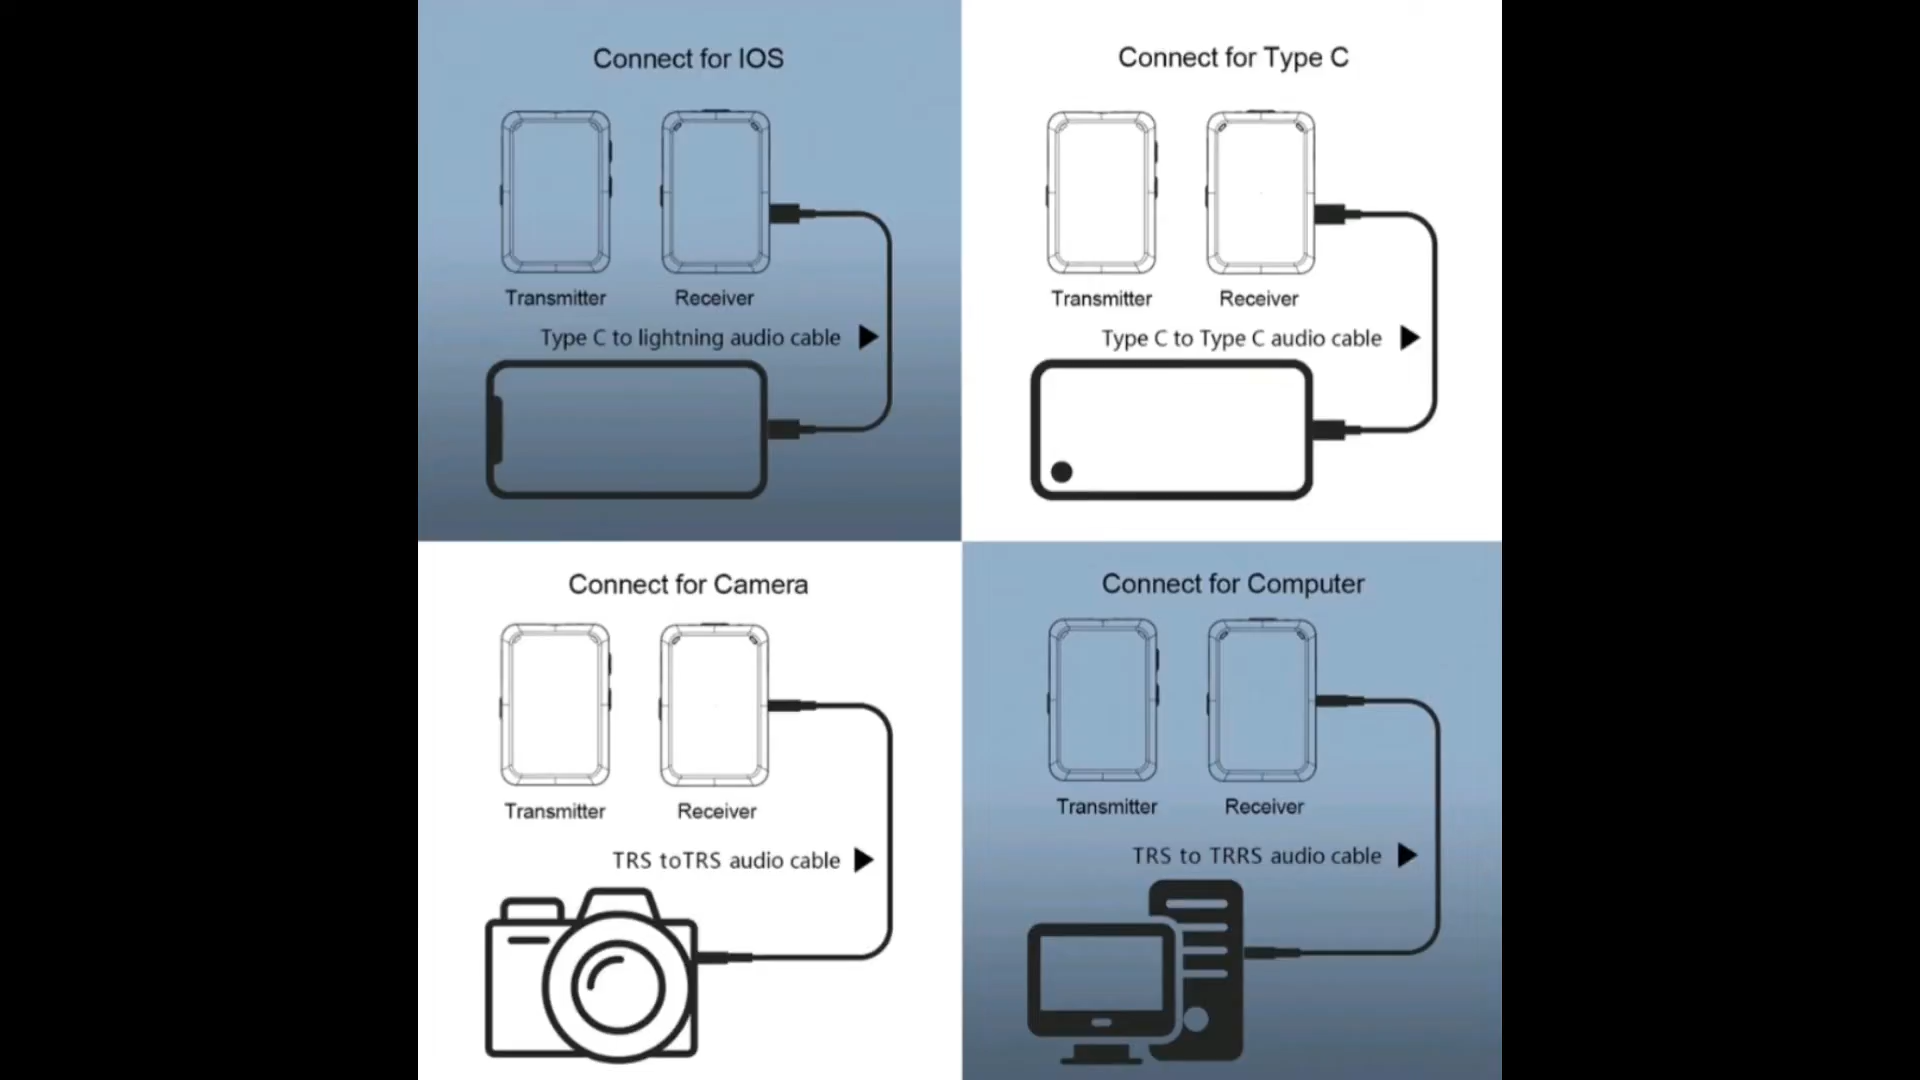 Connect for IOS
Transmitter
Receiver
Type C to lightning audio cable
Connect for Type C
Transmitter
Receiver
Type C to Type C audio cable
Connect for Camera
Transmitter
Receiver
TRS toTRS audio cable
Connect for Computer
Transmitter
Receiver
TRS to TRRS audio cable